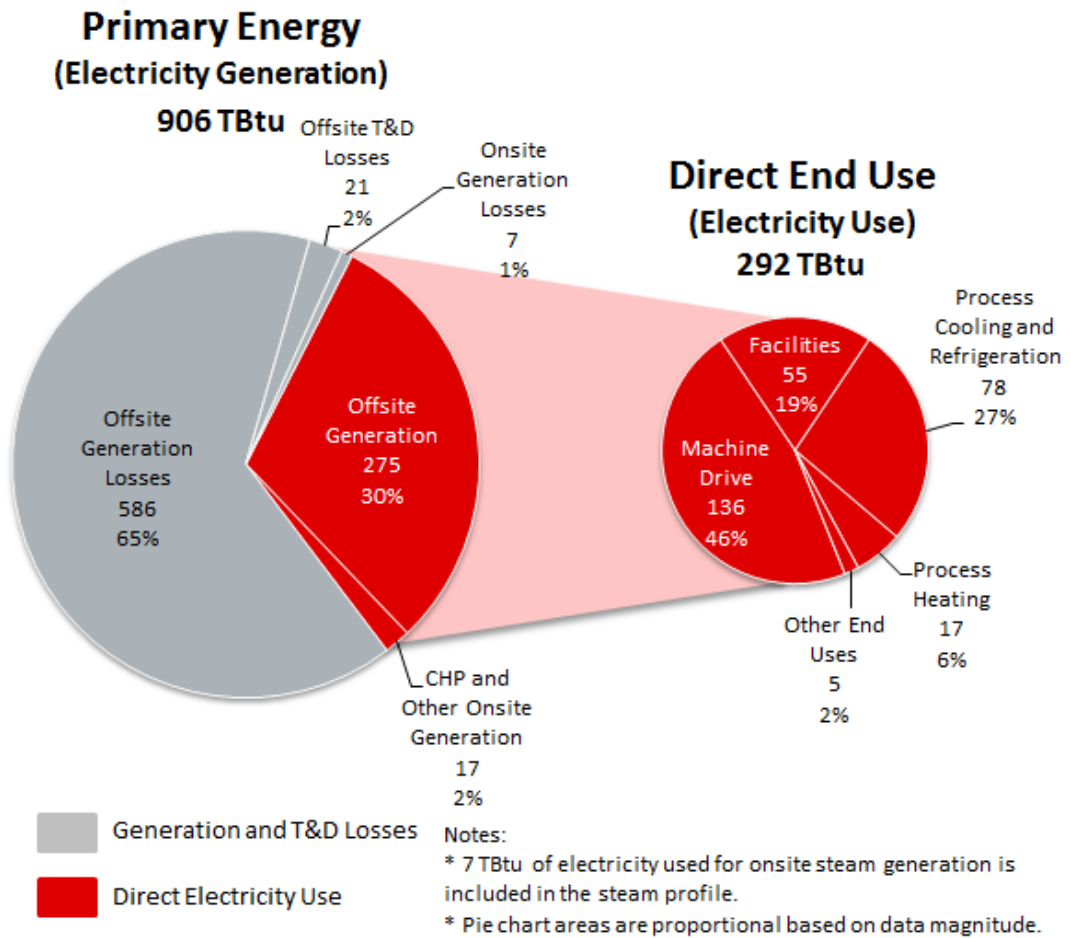 Primary Energy
(Electricity Generation)
906 TBtu
Offsite T&D
Losses
21
2%
Onsite
Generation
Losses
7
1%
Direct End Use
(Electricity Use)
292 TBtu
Offsite
Generation
Losses
586
65%
Offsite
Generation
275
30%
CHP and
Other Onsite
Generation
17
2%
Facilities
55
19%
Process
Cooling and
Refrigeration
78
27%
Machine
Drive
136
46%
Process
Heating
17
6%
Other End
Uses
5
2%
Generation and T&D Losses
Direct Electricity Use
Notes:
* 7 TBtu of electricity used for onsite steam generation is
included in the steam profile.
* Pie chart areas are proportional based on data magnitude.